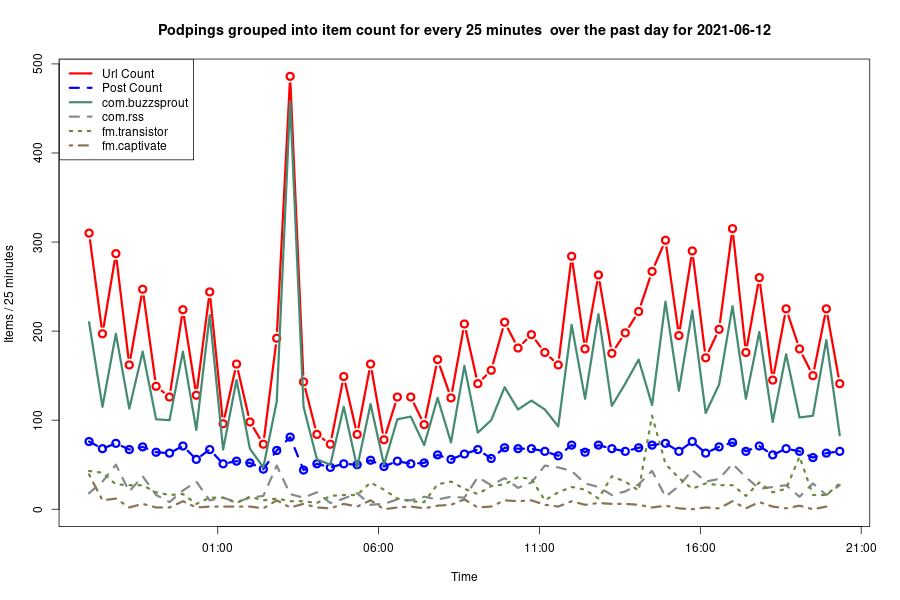 Podpings grouped into item count for every 25 minutes  over the past day for 2021-06-12
Url Count
Post Count
com.buzzsprout
com.rss
fm.transistor
fm.captivate
Items / 25 minutes
500
400
300
200
100
0
01:00
06:00
11:00
16:00
21:00
Time